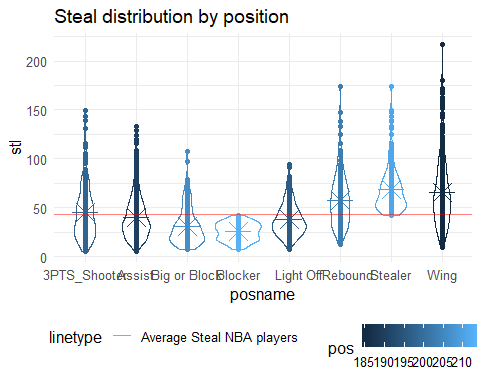 Steal distribution by position
stl
200
150
100
50
0
3PTS_Shooter Assist Big or Block Blocker Light Off Rebound Stealer Wing
posname
linetype Average Steal NBA players
pos
185 190 195 200 205 210